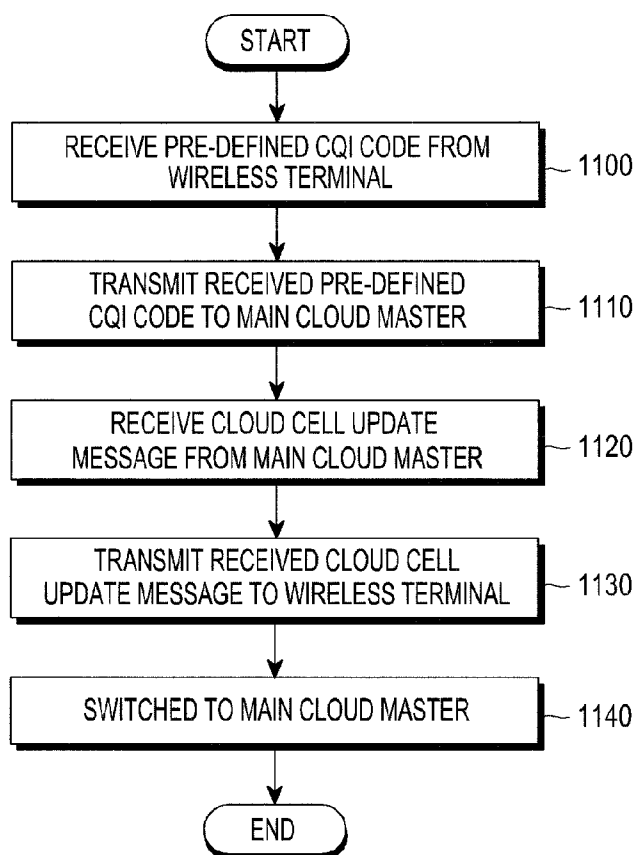 START
RECEIVE PRE-DEFINED CQI CODE FROM
WIRELESS TERMINAL
1100
TRANSMIT RECEIVED PRE-DEFINED
CQI CODE TO MAIN CLOUD MASTER
1110
RECEIVE CLOUD CELL UPDATE
MESSAGE FROM MAIN CLOUD MASTER
1120
TRANSMIT RECEIVED CLOUD CELL
UPDATE MESSAGE TO WIRELESS TERMINAL
1130
SWITCHED TO MAIN CLOUD MASTER
1140
END